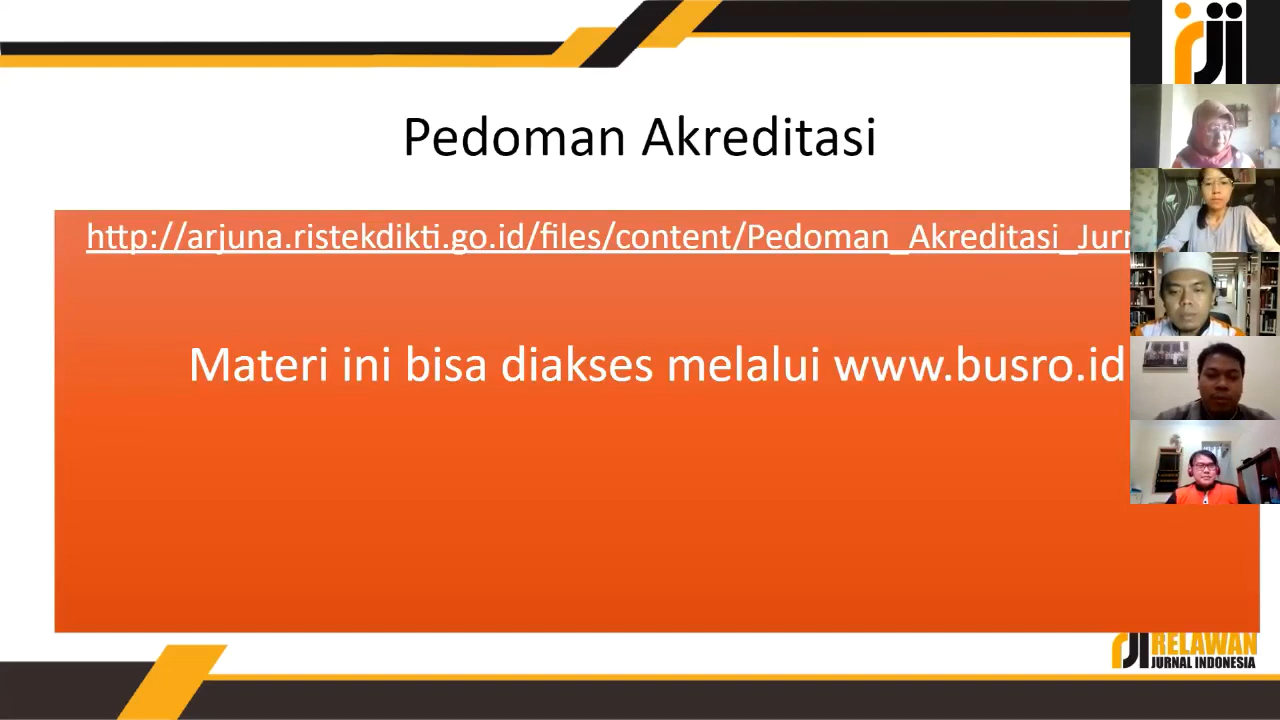 Pedoman Akreditasi
http://arjuna.ristekdikti.go.id/files/content/Pedoman_Akreditasi_Jurn
Materi ini bisa diakses melalui www.busro.id
rji
rji RELAWAN
JURNAL INDONESIA